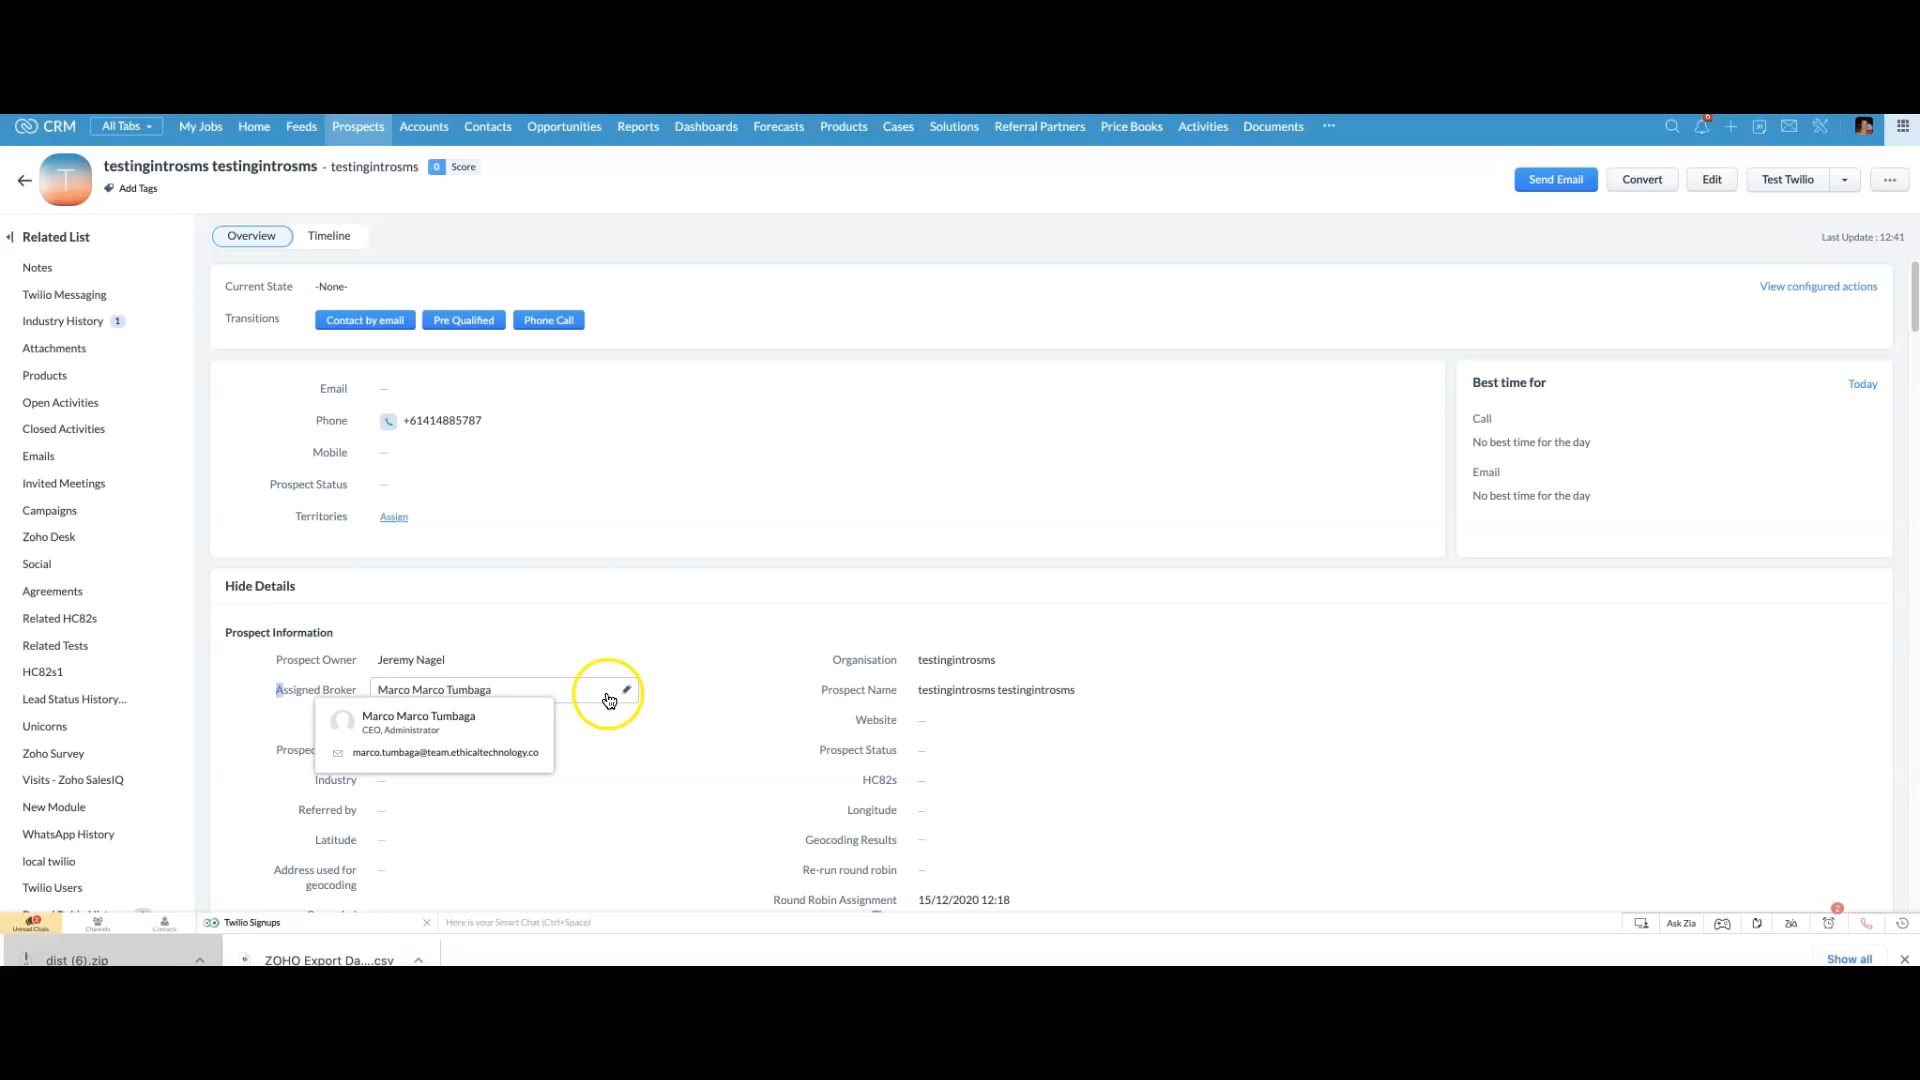 CRM All Tabs My Jobs Home Feeds Prospects Accounts Contacts Opportunities Reports Dashboards Forecasts Products Cases Solutions Referral Partners Price Books Activities Documents ...
6
T
testingintrosms testingintrosms - testingintrosms 0 Score
Add Tags
Send Email Convert Edit Test Twilio ...
Related List
Notes
Twilio Messaging
Industry History 1
Attachments
Products
Open Activities
Closed Activities
Emails
Invited Meetings
Campaigns
Zoho Desk
Social
Agreements
Related HC82s
Related Tests
HC82s1
Lead Status History...
Unicorns
Zoho Survey
Visits - Zoho SalesIQ
New Module
WhatsApp History
local twilio
Twilio Users
Overview Timeline
Last Update : 12:41
Current State -None-
View configured actions
Transitions Contact by email Pre Qualified Phone Call
Email —
Phone +61414885787
Mobile —
Prospect Status —
Territories Assign
Best time for Today
Call
No best time for the day
Email
No best time for the day
Hide Details
Prospect Information
Prospect Owner Jeremy Nagel
Organisation testingintrosms
Assigned Broker Marco Marco Tumbaga
Prospect Name testingintrosms testingintrosms
Marco Marco Tumbaga
CEO, Administrator
marco.tumbaga@team.ethicaltechnology.co
Website —
Prospect Status —
Industry —
HC82s —
Referred by —
Longitude —
Latitude —
Geocoding Results —
Address used for
geocoding —
Re-run round robin —
Round Robin Assignment 15/12/2020 12:18
2
Unread Chats Channels Contacts
Twilio Signups
Here is your Smart Chat (Ctrl+Space)
Ask Zia
2
dist (6).zip
ZOHO Export Da....csv
Show all